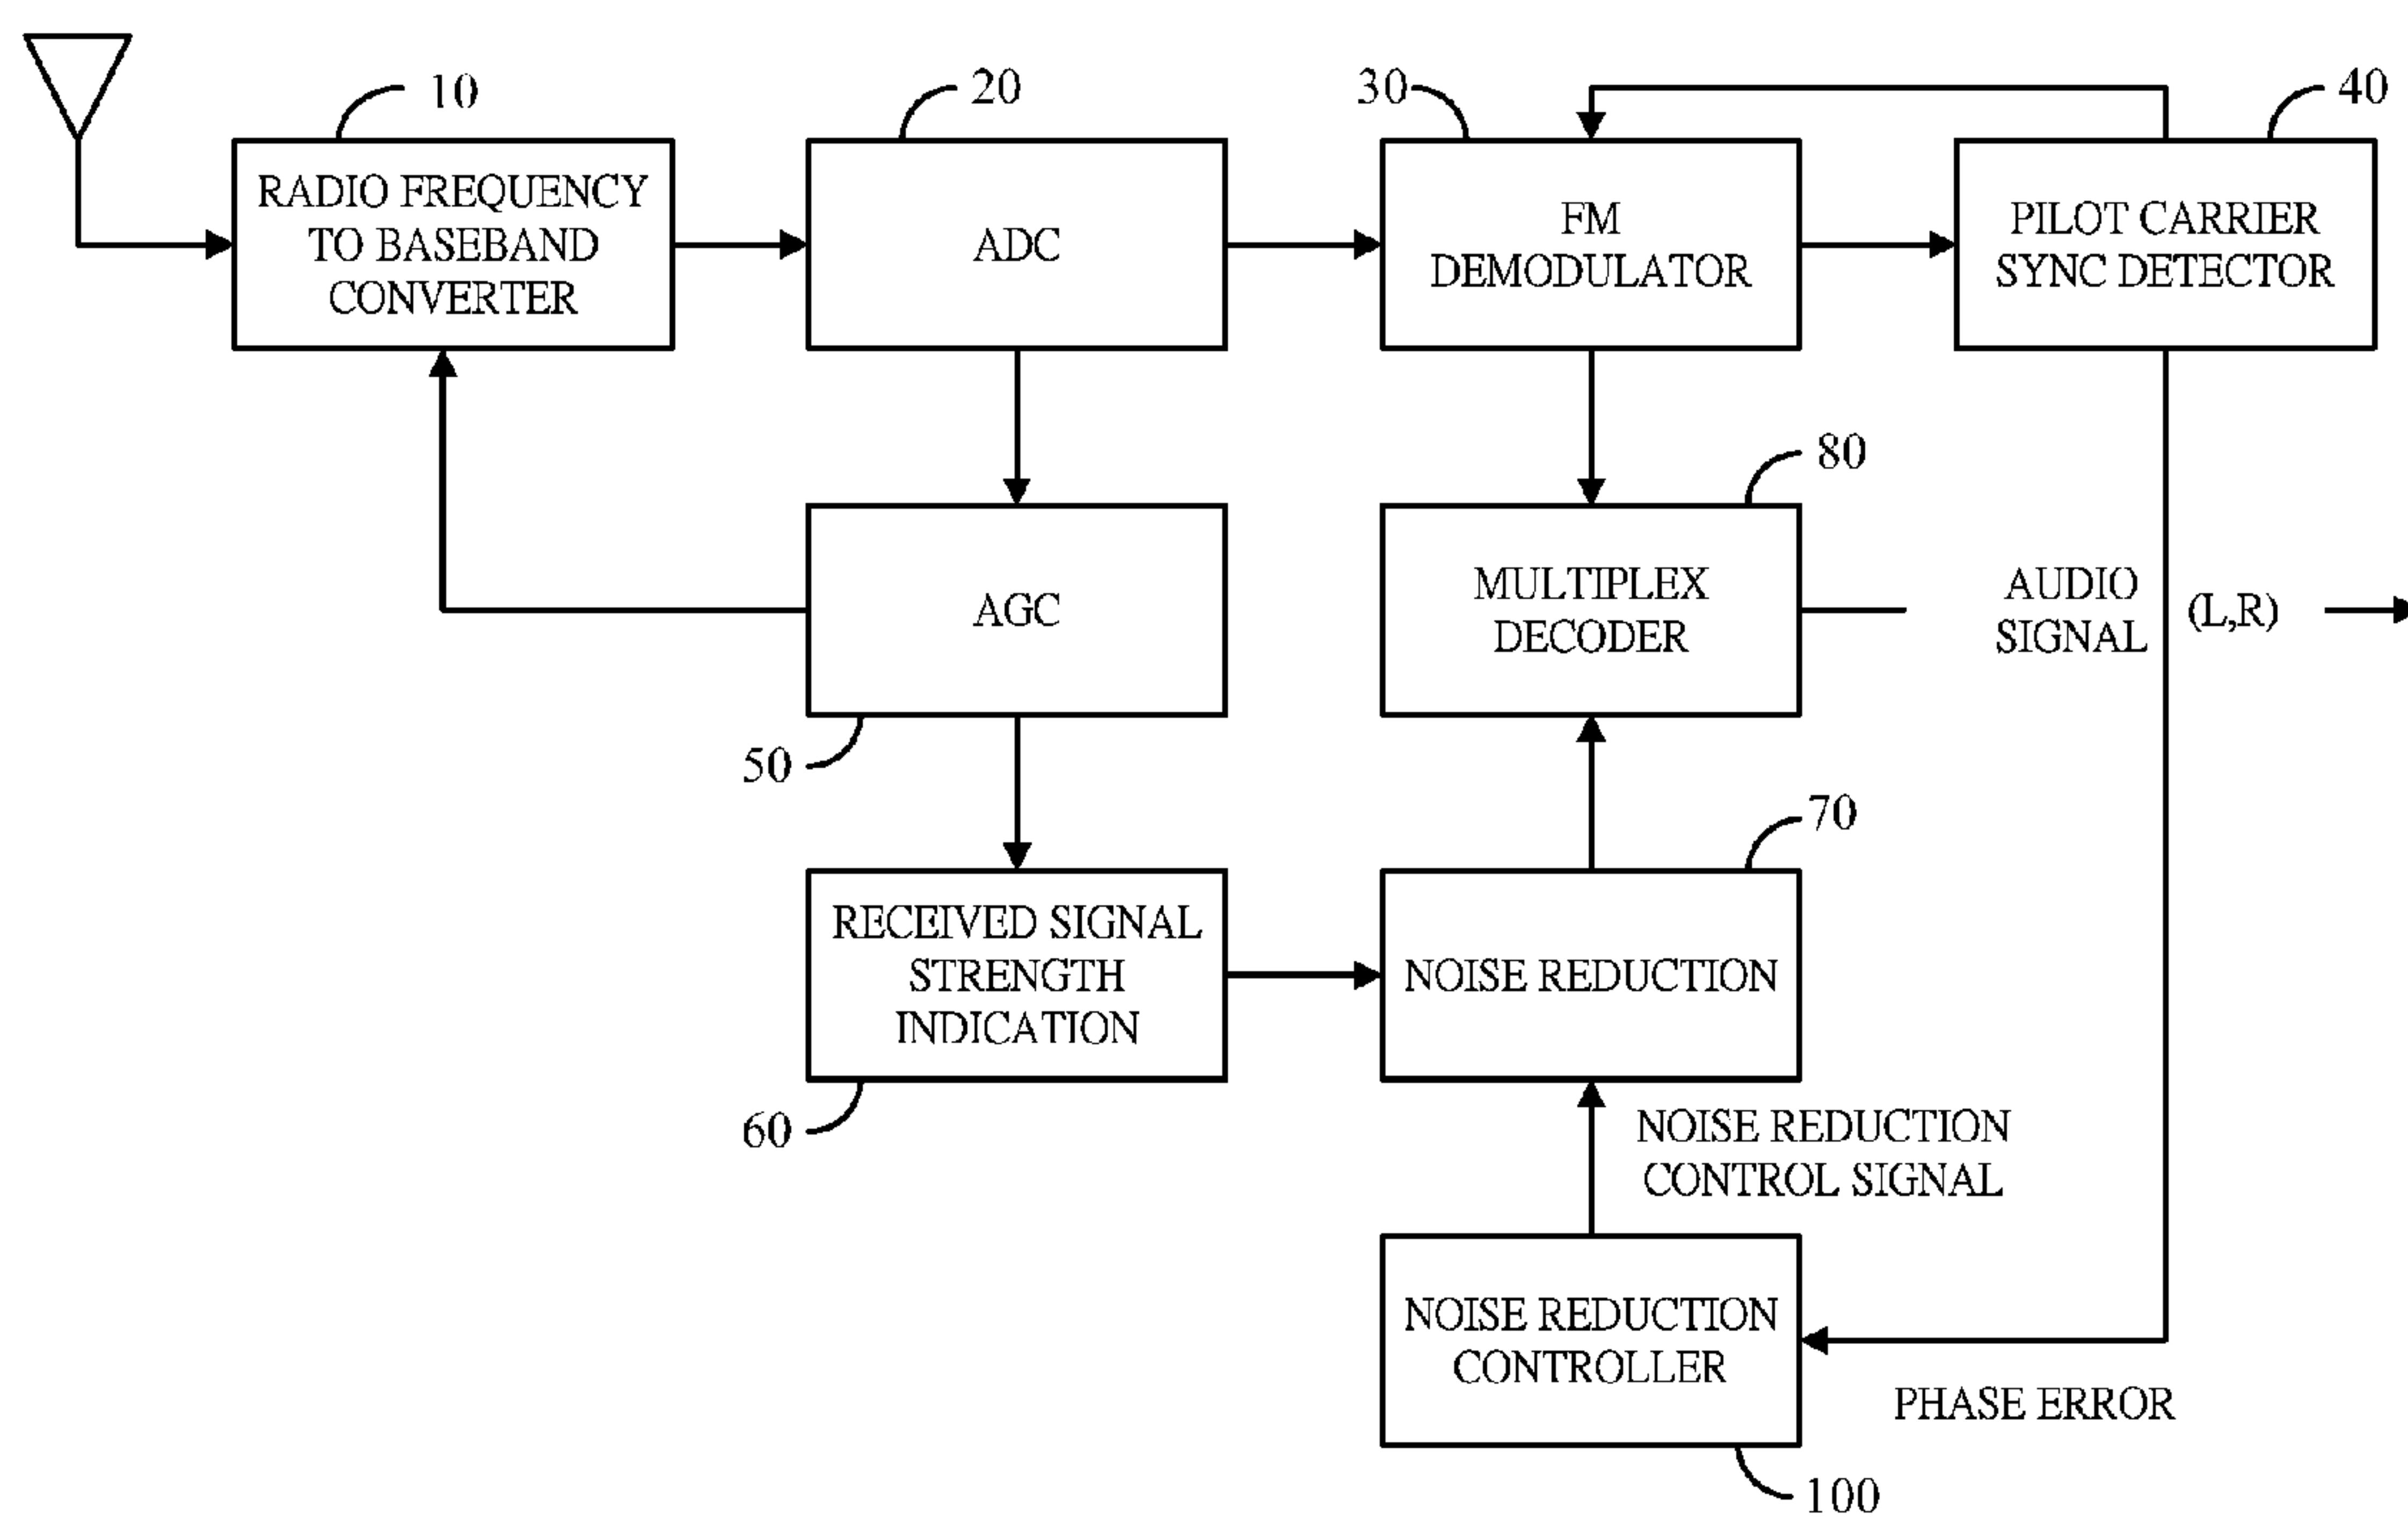 10
20
30
40
RADIO FREQUENCY
TO BASEBAND
CONVERTER
ADC
FM
DEMODULATOR
PILOT CARRIER
SYNC DETECTOR
80
AGC
MULTIPLEX
DECODER
AUDIO
SIGNAL
(L,R)
50
70
RECEIVED SIGNAL
STRENGTH
INDICATION
NOISE REDUCTION
60
NOISE REDUCTION
CONTROL SIGNAL
NOISE REDUCTION
CONTROLLER
PHASE ERROR
100